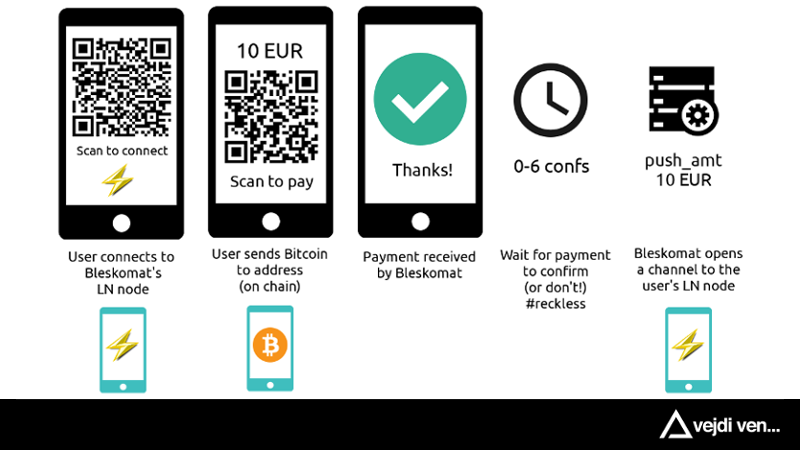 Scan to connect
User connects to
Bleskomat's
LN node
10 EUR
Scan to pay
User sends Bitcoin
to address
(on chain)
Thanks!
Payment received
by Bleskomat
0-6 confs
Wait for payment
to confirm
(or don't!)
#reckless
push_amt
10 EUR
Bleskomat opens
a channel to the
user's LN node
vejdi ven...